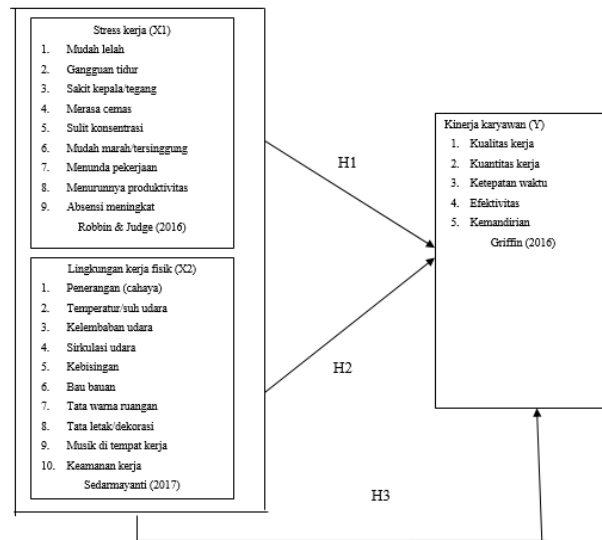 Stress kerja (X1)
1. Mudah lelah
2. Gangguan tidur
3. Sakit kepala/tegang
4. Merasa cemas
5. Sulit konsentrasi
6. Mudah marah/tersinggung
7. Menunda pekerjaan
8. Menurunnya produktivitas
9. Absensi meningkat
Robbin & Judge (2016)
Lingkungan kerja fisik (X2)
1. Penerangan (cahaya)
2. Temperatur/suh udara
3. Kelembaban udara
4. Sirkulasi udara
5. Kebisingan
6. Bau bauan
7. Tata warna ruangan
8. Tata letak/dekorasi
9. Musik di tempat kerja
10. Keamanan kerja
Sedarmayanti (2017)
H1
H2
H3
Kinerja karyawan (Y)
1. Kualitas kerja
2. Kuantitas kerja
3. Ketepatan waktu
4. Efektivitas
5. Kemandirian
Griffin (2016)